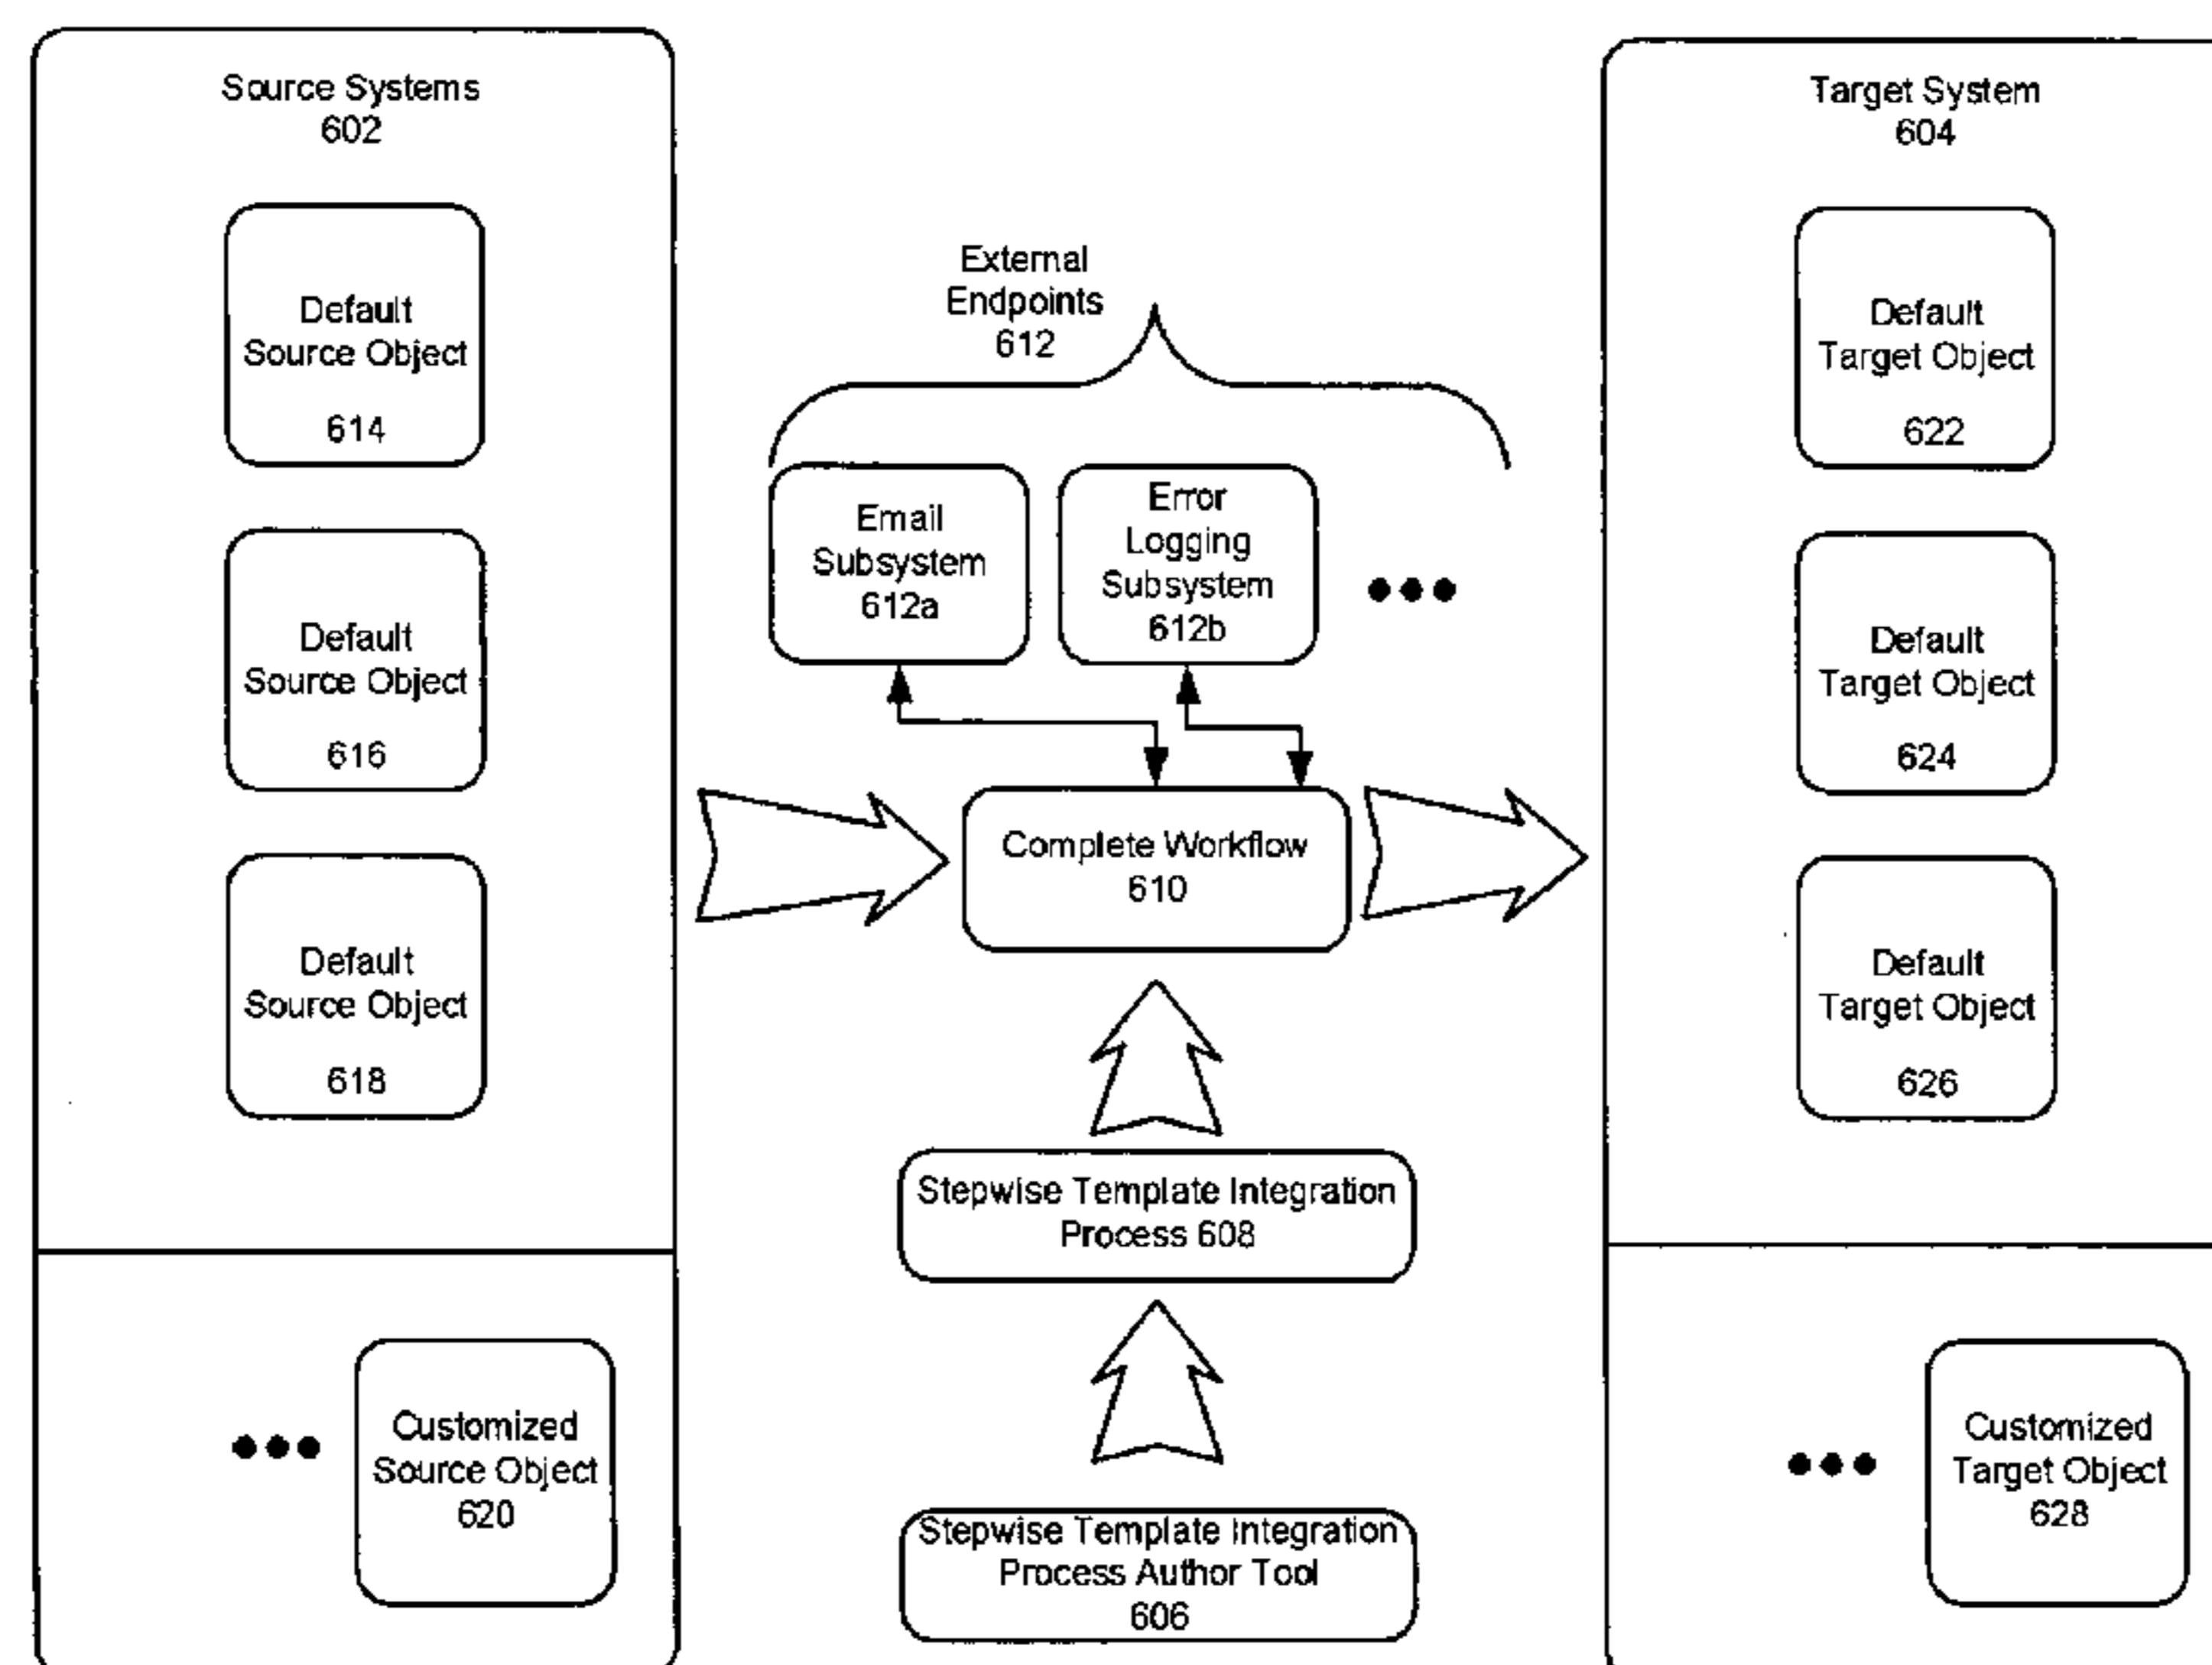 Source Systems
602
Default
Source Object
614
Default
Source Object
616
Default
Source Object
618
Customized
Source Object
620
External
Endpoints
612
Email
Subsystem
612a
Error
Logging
Subsystem
612b
Complete Workflow
610
Stepwise Template Integration
Process 608
Stepwise Template Integration
Process Author Tool
606
Target System
604
Default
Target Object
622
Default
Target Object
624
Default
Target Object
626
Customized
Target Object
628